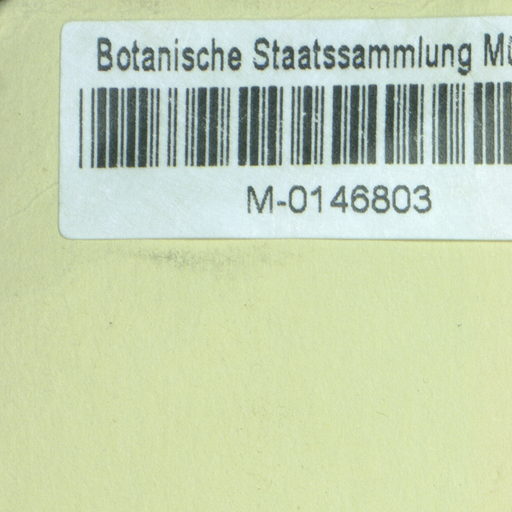 Botanische Staatssammlung Mü
M-0146803